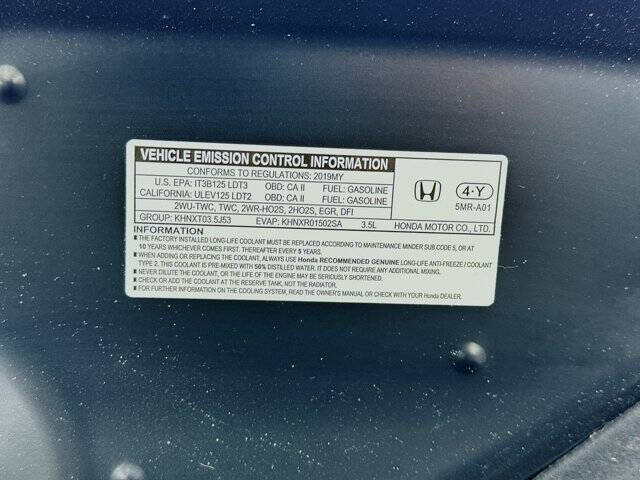 VEHICLE EMISSION CONTROL INFORMATION
CONFORMS TO REGULATIONS: 2019MY
U.S. EPA: IT3B125 LDT3 OBD: CA II FUEL: GASOLINE
CALIFORNIA: ULEV125 LDT2 OBD: CA II FUEL: GASOLINE
2WU-TWC, TWC, 2WR-HO2S, 2HO2S, EGR, DFI
GROUP: KHNXT03.5J53 EVAP: KHNXR01502SA 3.5L
4-Y
5MR-A01
HONDA MOTOR CO., LTD.
INFORMATION
■ THE FACTORY INSTALLED LONG-LIFE COOLANT MUST BE CHANGED ACCORDING TO MAINTENANCE MINDER SUB CODE 5, OR AT
10 YEARS WHICHEVER COMES FIRST. THEREAFTER EVERY 5 YEARS.
■ WHEN ADDING OR REPLACING THE COOLANT, ALWAYS USE Honda RECOMMENDED GENUINE LONG-LIFE ANTI-FREEZE / COOLANT
TYPE 2. THIS COOLANT IS PRE-MIXED WITH 50% DISTILLED WATER. IT DOES NOT REQUIRE ANY ADDITIONAL MIXING.
■ NEVER DILUTE THE COOLANT, OR THE LIFE OF THE ENGINE MAY BE SERIOUSLY SHORTENED.
■ CHECK OR ADD COOLANT AT THE RESERVE TANK, NOT THE RADIATOR.
■ FOR FURTHER INFORMATION ON THE COOLING SYSTEM, READ THE OWNER'S MANUAL OR CHECK WITH YOUR Honda DEALER.